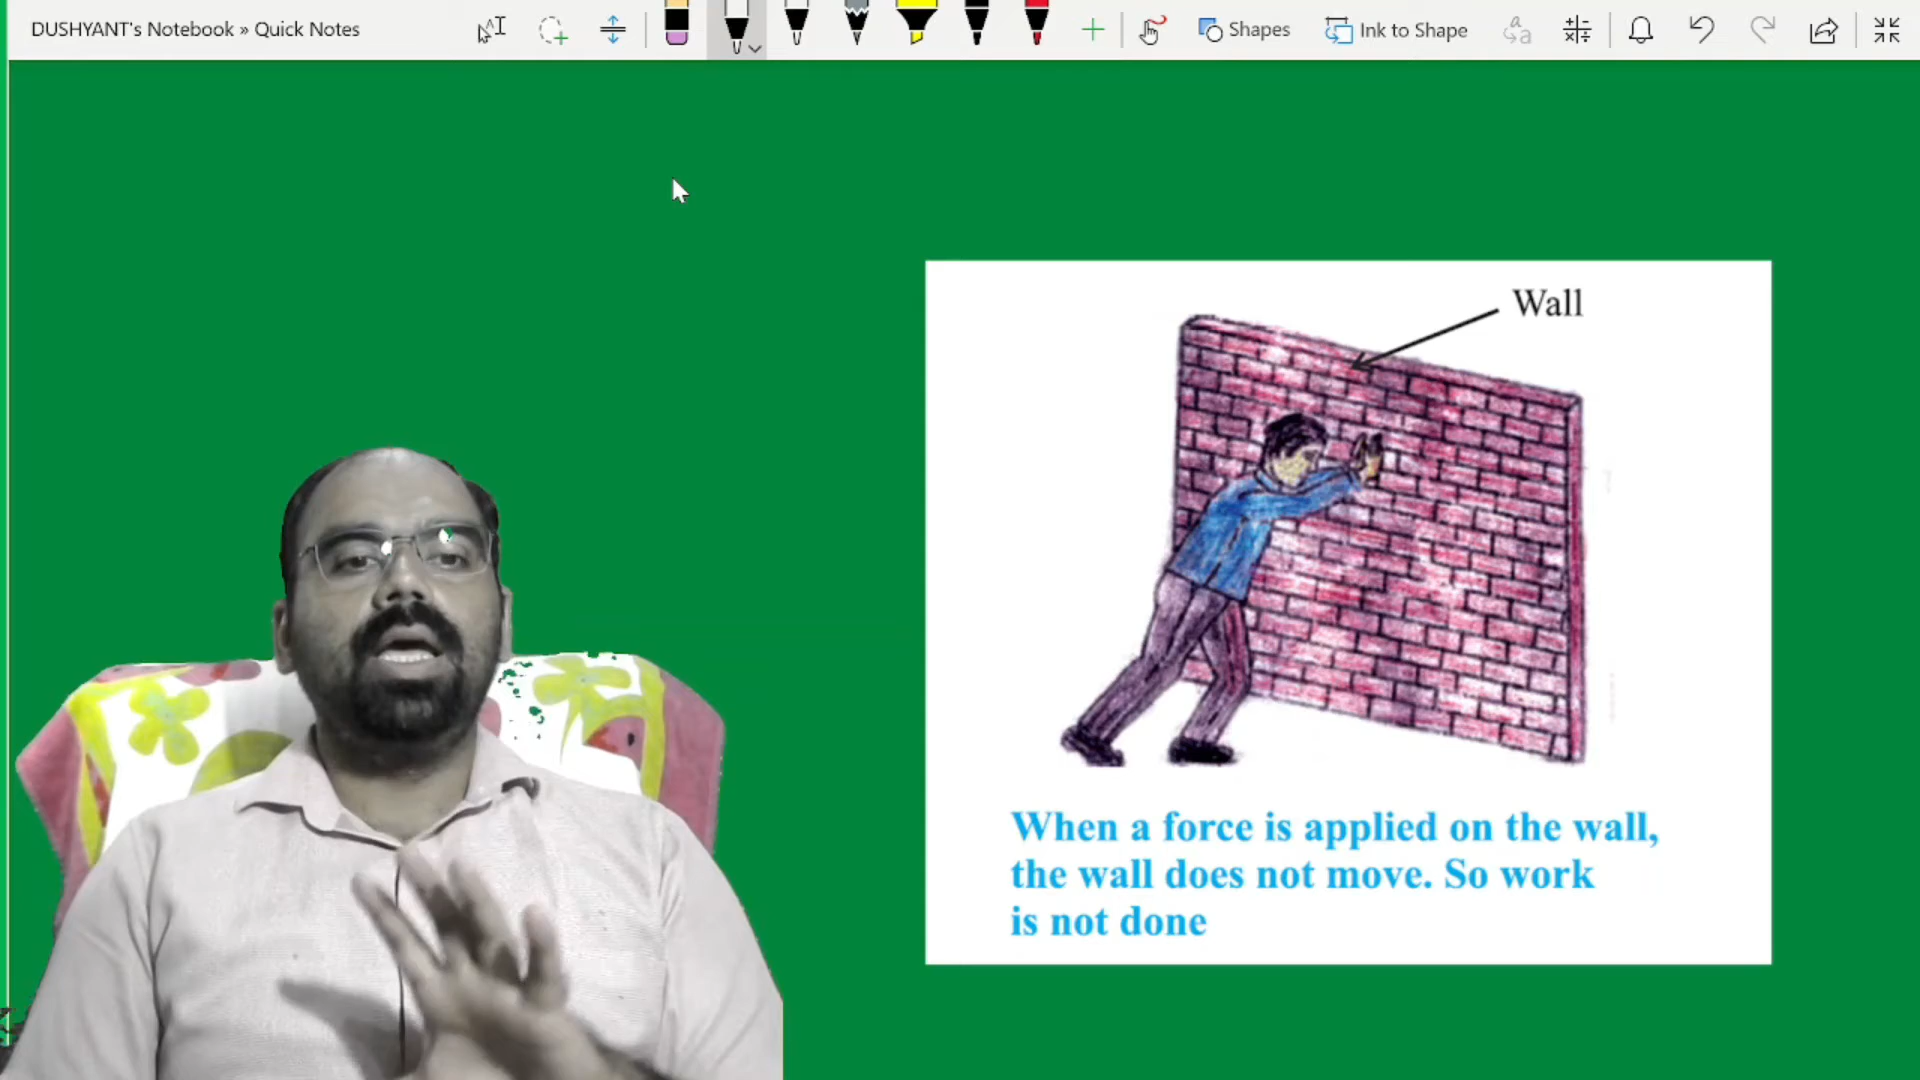 DUSHYANT's Notebook » Quick Notes
Shapes
Ink to Shape
Wall
When a force is applied on the wall,
the wall does not move. So work
is not done